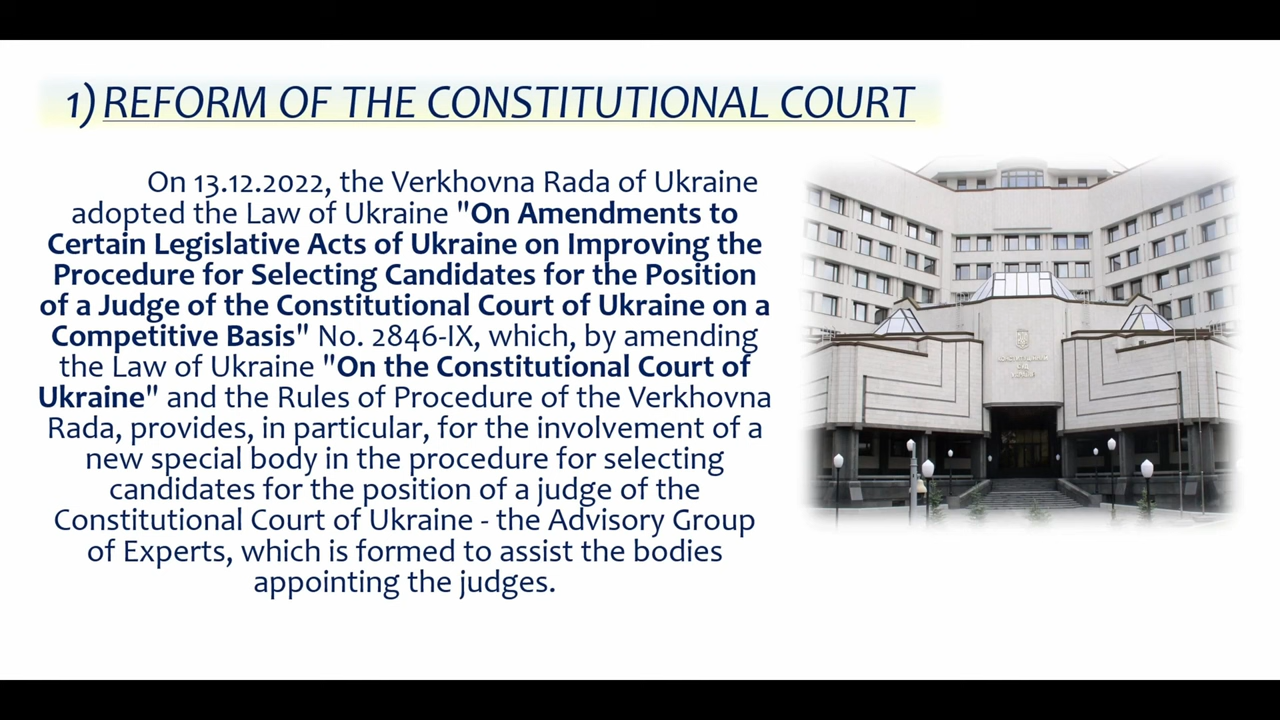 1) REFORM OF THE CONSTITUTIONAL COURT
On 13.12.2022, the Verkhovna Rada of Ukraine
adopted the Law of Ukraine "On Amendments to
Certain Legislative Acts of Ukraine on Improving the
Procedure for Selecting Candidates for the Position
of a Judge of the Constitutional Court of Ukraine on a
Competitive Basis" No. 2846-IX, which, by amending
the Law of Ukraine "On the Constitutional Court of
Ukraine" and the Rules of Procedure of the Verkhovna
Rada, provides, in particular, for the involvement of a
new special body in the procedure for selecting
candidates for the position of a judge of the
Constitutional Court of Ukraine - the Advisory Group
of Experts, which is formed to assist the bodies
appointing the judges.